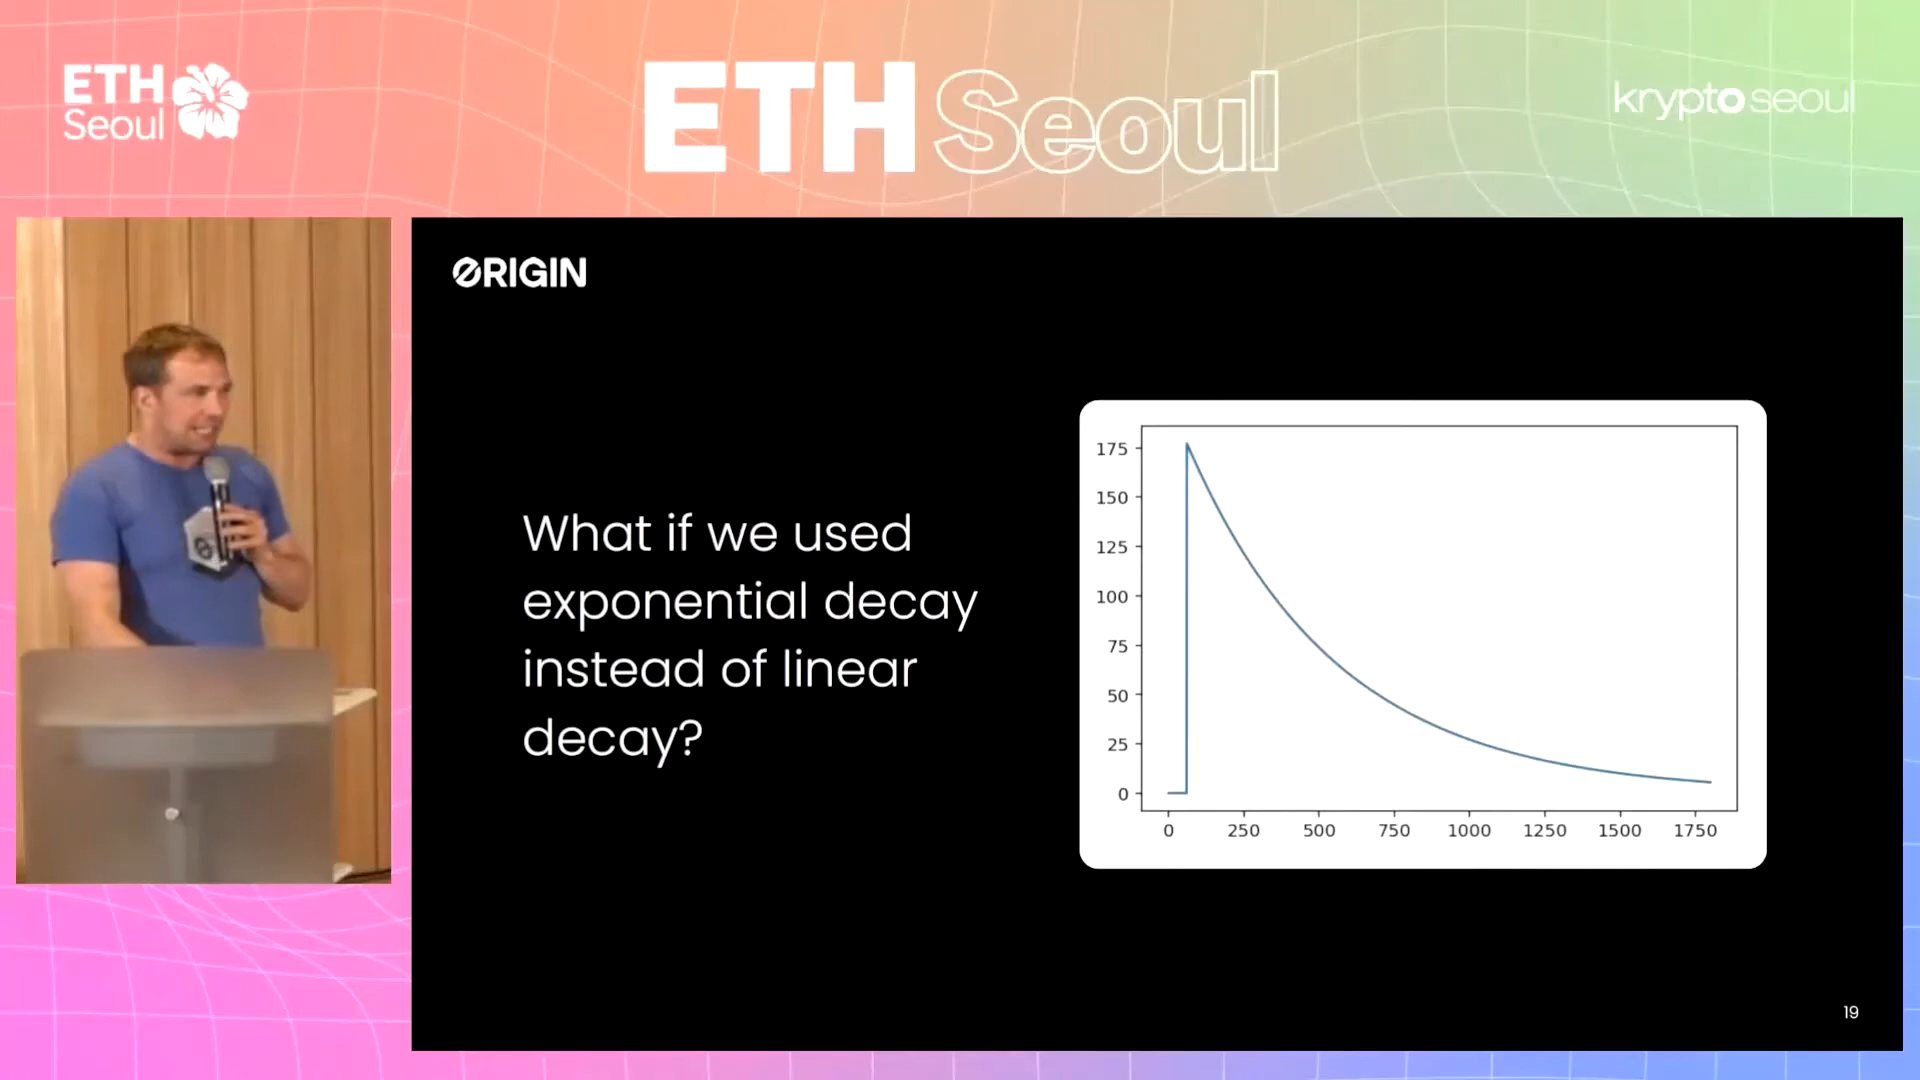 ETH
Seoul
ETH Seoul
kryptoseoul
ORIGIN
What if we used
exponential decay
instead of linear
decay?
175
150
125
100
75
50
25
0
0 250 500 750 1000 1250 1500 1750
19